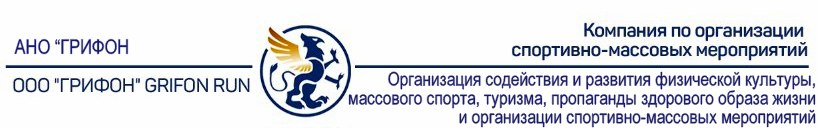 АНО “ГРИФОН
ООО "ГРИФОН" GRIFON RUN
Компания по организации
спортивно-массовых мероприятий
Организация содействия и развития физической культуры,
массового спорта, туризма, пропаганды здорового образа жизни
и организации спортивно-массовых мероприятий